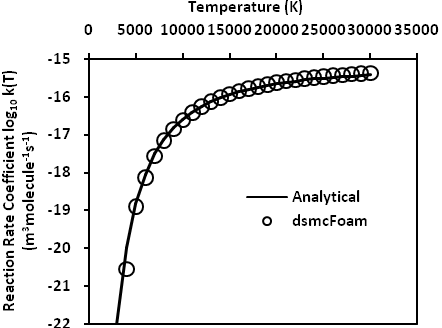 Temperature (K)
0 5000 10000 15000 20000 25000 30000 35000
-15
-16
-17
-18
-19
-20
-21
-22
Reaction Rate Coefficient log10 k(T)
(m3molecule-1s-1)
Analytical
dsmcFoam